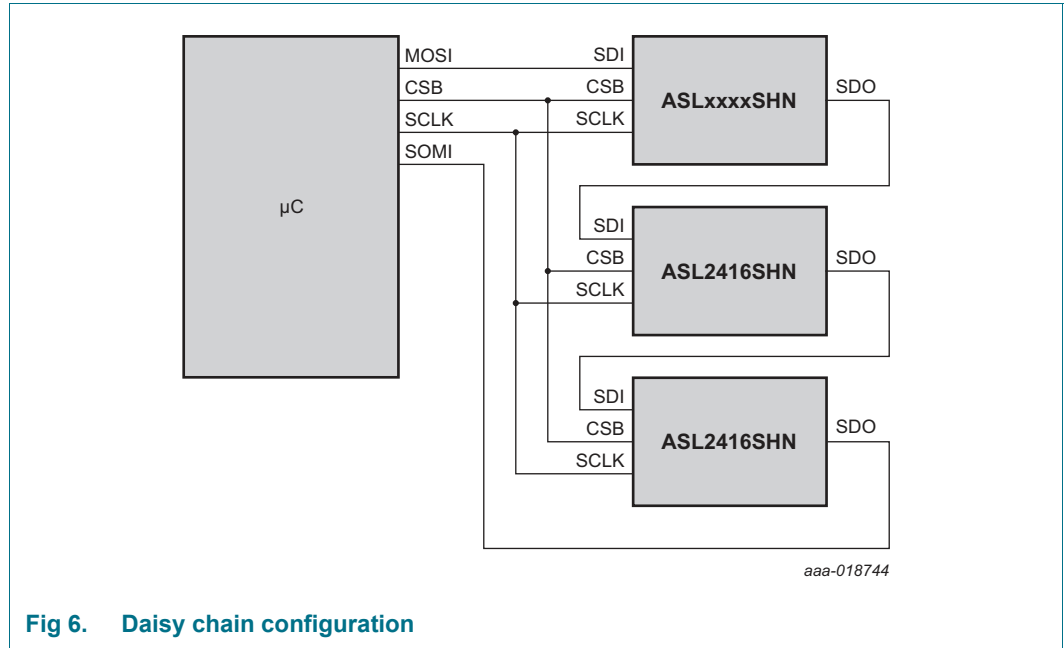 MOSI
CSB
SCLK
SOMI
µC
SDI
CSB
SCLK
ASLxxxxSHN
SDO
SDI
CSB
SCLK
ASL2416SHN
SDO
SDI
CSB
SCLK
ASL2416SHN
SDO
aaa-018744
Fig 6. Daisy chain configuration